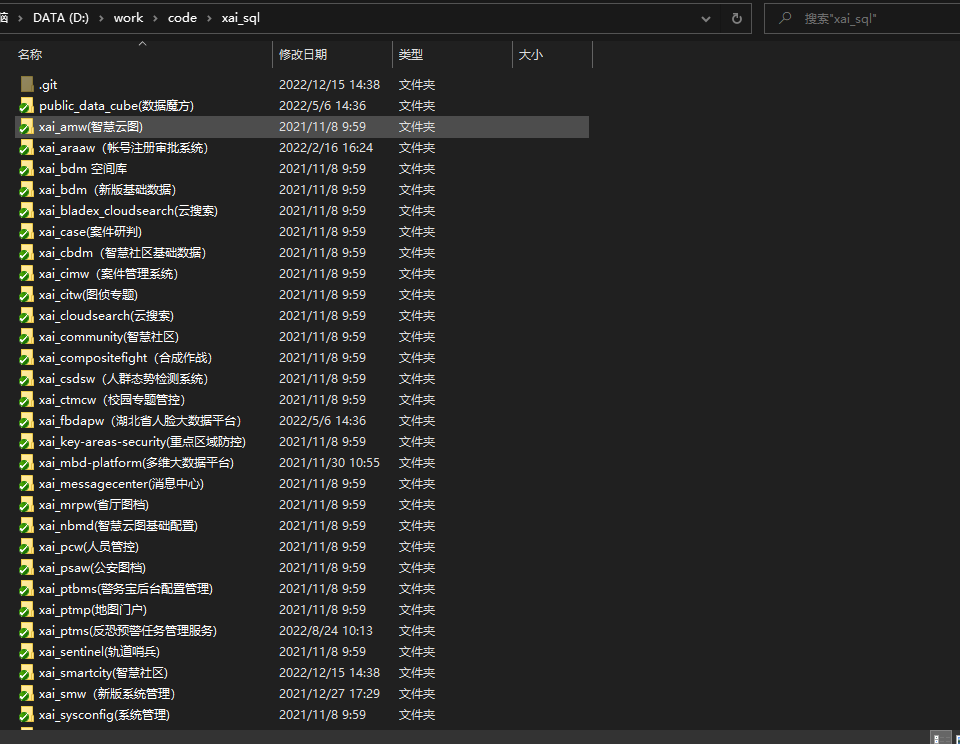 脑 › DATA (D:) › work › code › xai_sql 搜索"xai_sql"
名称 修改日期 类型 大小
.git 2022/12/15 14:38 文件夹
public_data_cube(数据魔方) 2022/5/6 14:36 文件夹
xai_amw(智慧云图) 2021/11/8 9:59 文件夹
xai_araaw（帐号注册审批系统） 2022/2/16 16:24 文件夹
xai_bdm 空间库 2021/11/8 9:59 文件夹
xai_bdm（新版基础数据） 2021/11/8 9:59 文件夹
xai_bladex_cloudsearch(云搜索) 2021/11/8 9:59 文件夹
xai_case(案件研判) 2021/11/8 9:59 文件夹
xai_cbdm（智慧社区基础数据） 2021/11/8 9:59 文件夹
xai_cimw（案件管理系统） 2021/11/8 9:59 文件夹
xai_citw(图侦专题) 2021/11/8 9:59 文件夹
xai_cloudsearch(云搜索) 2021/11/8 9:59 文件夹
xai_community(智慧社区) 2021/11/8 9:59 文件夹
xai_compositefight（合成作战） 2021/11/8 9:59 文件夹
xai_csdsw（人群态势检测系统） 2021/11/8 9:59 文件夹
xai_ctmcw（校园专题管控） 2021/11/8 9:59 文件夹
xai_fbdapw（湖北省人脸大数据平台） 2022/5/6 14:36 文件夹
xai_key-areas-security(重点区域防控) 2021/11/8 9:59 文件夹
xai_mbd-platform(多维大数据平台) 2021/11/30 10:55 文件夹
xai_messagecenter(消息中心) 2021/11/8 9:59 文件夹
xai_mrpw(省厅图档) 2021/11/8 9:59 文件夹
xai_nbmd(智慧云图基础配置) 2021/11/8 9:59 文件夹
xai_pcw(人员管控) 2021/11/8 9:59 文件夹
xai_psaw(公安图档) 2021/11/8 9:59 文件夹
xai_ptbms(警务宝后台配置管理) 2021/11/8 9:59 文件夹
xai_ptmp(地图门户) 2021/11/8 9:59 文件夹
xai_ptms(反恐预警任务管理服务) 2022/8/24 10:13 文件夹
xai_sentinel(轨道哨兵) 2021/11/8 9:59 文件夹
xai_smartcity(智慧社区) 2022/12/15 14:38 文件夹
xai_smw（新版系统管理） 2021/12/27 17:29 文件夹
xai_sysconfig(系统管理) 2021/11/8 9:59 文件夹